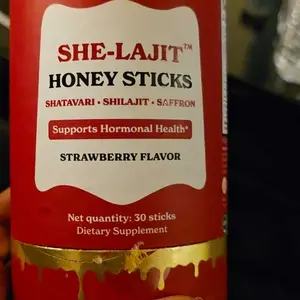 SHE-LAJIT™
HONEY STICKS
SHATAVARI • SHILAJIT • SAFFRON
Supports Hormonal Health*
STRAWBERRY FLAVOR
Net quantity: 30 sticks
Dietary Supplement